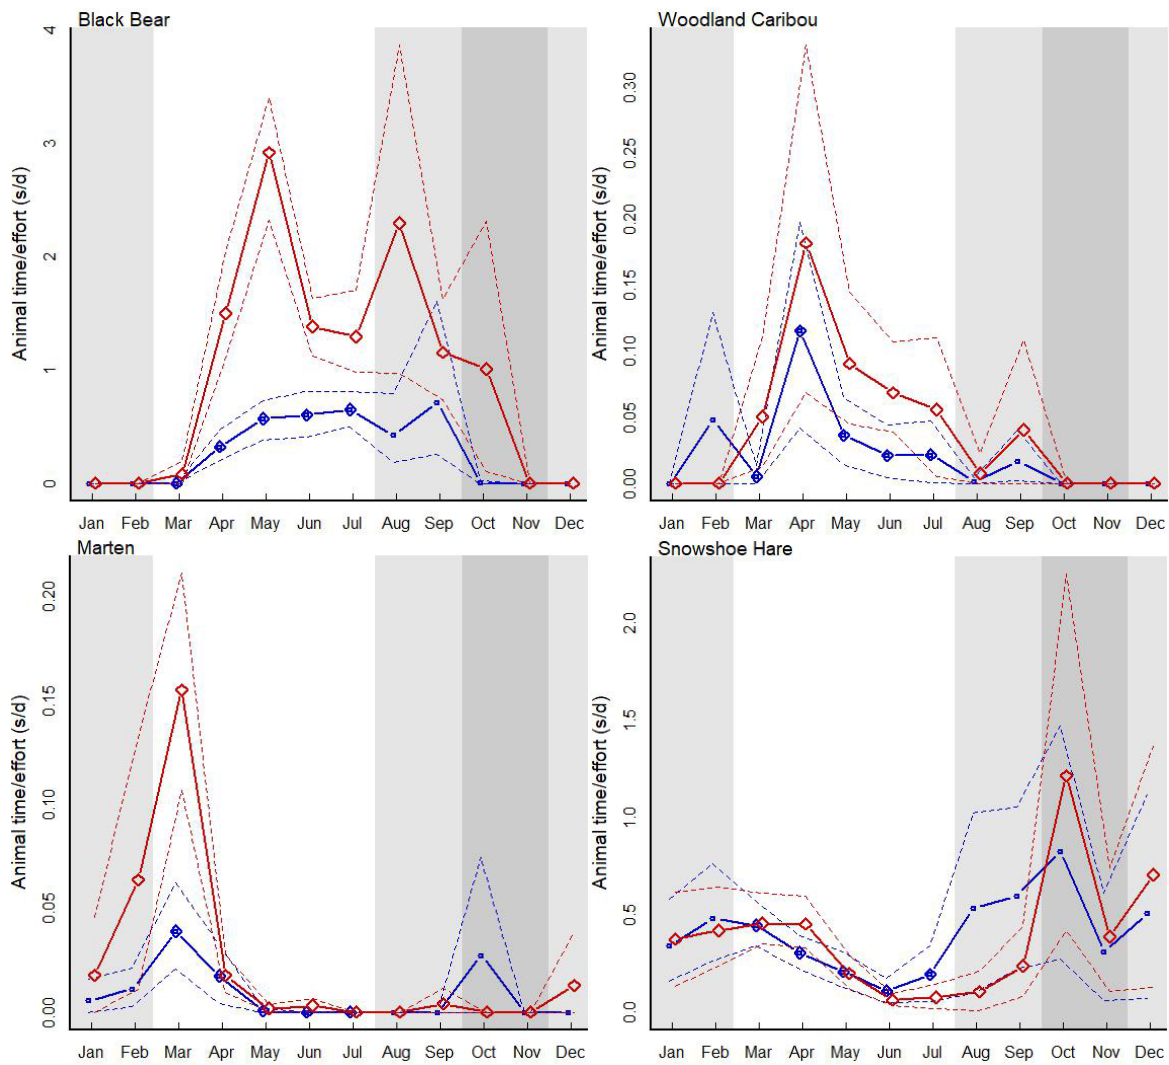 Black Bear
Animal time/effort (s/d)
4
3
2
1
0
Jan Feb Mar Apr May Jun Jul Aug Sep Oct Nov Dec
Woodland Caribou
Animal time/effort (s/d)
0.30
0.25
0.20
0.15
0.10
0.05
0.00
Jan Feb Mar Apr May Jun Jul Aug Sep Oct Nov Dec
Marten
Animal time/effort (s/d)
0.20
0.15
0.10
0.05
0.00
Jan Feb Mar Apr May Jun Jul Aug Sep Oct Nov Dec
Snowshoe Hare
Animal time/effort (s/d)
2.0
1.5
1.0
0.5
0.0
Jan Feb Mar Apr May Jun Jul Aug Sep Oct Nov Dec